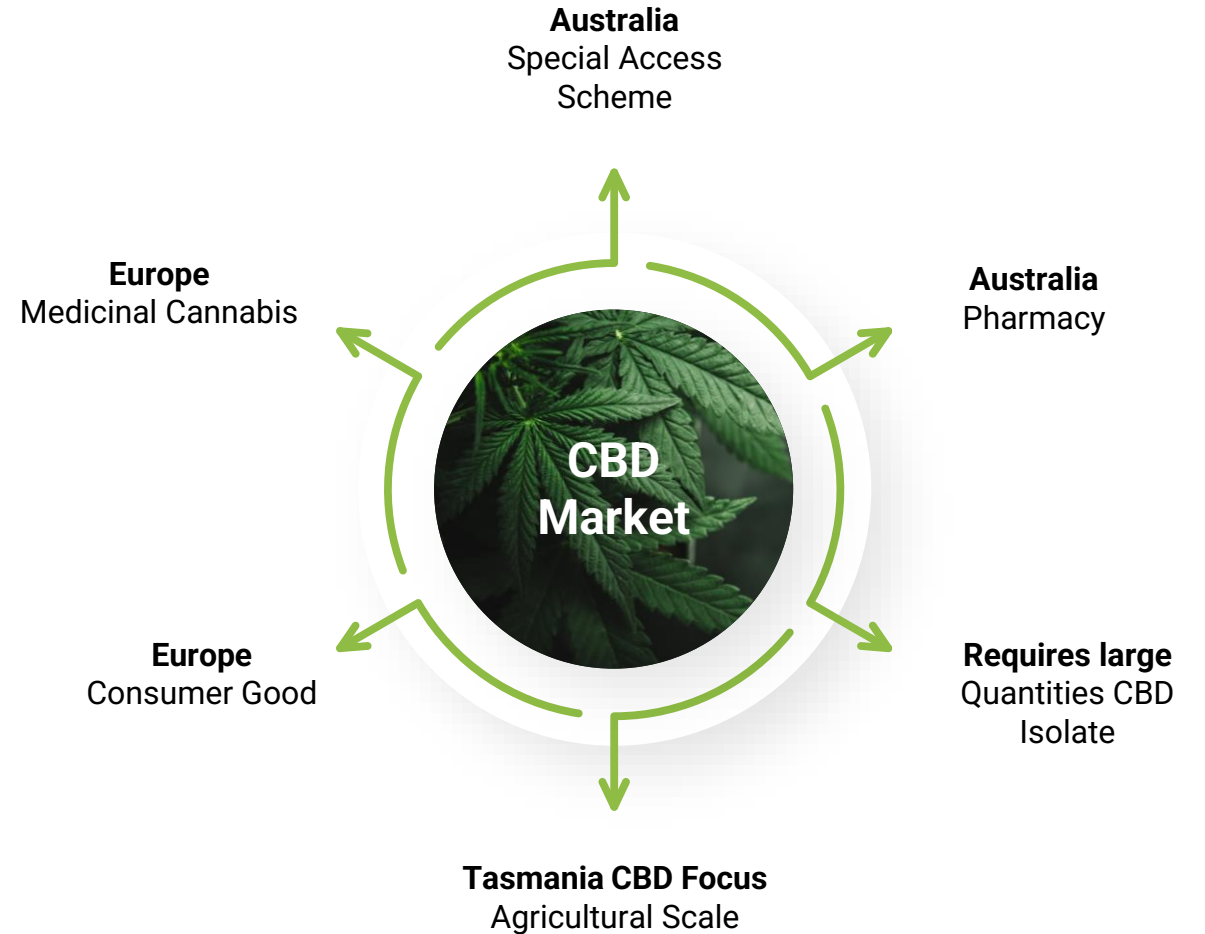 Australia
Special Access
Scheme
Europe
Medicinal Cannabis
Australia
Pharmacy
CBD
Market
Europe
Consumer Good
Requires large
Quantities CBD
Isolate
Tasmania CBD Focus
Agricultural Scale